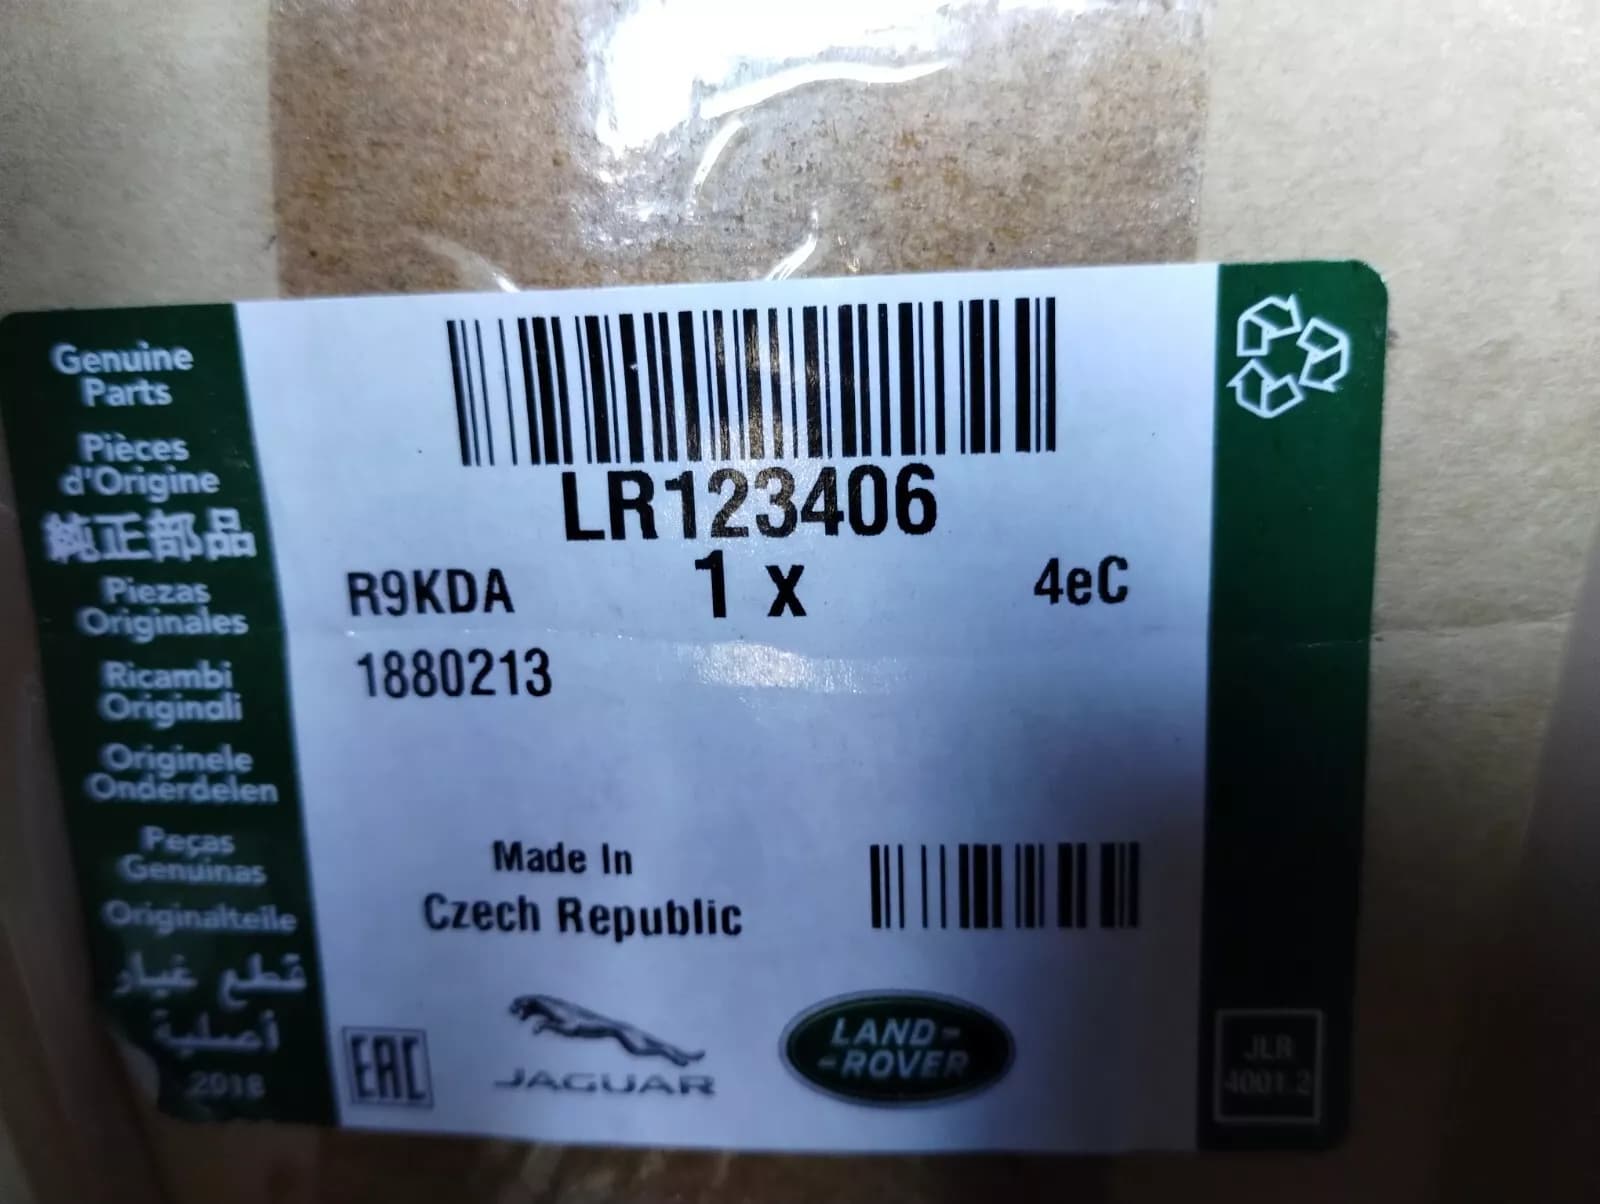 Genuine
Parts
Pièces
d'Origine
純正部品
Piezas
Originales
Ricambi
Originali
Originele
Onderdelen
Peças
Genuinas
Originalteile
قطع غيار
أصلية
2018
LR123406
R9KDA 1 x 4eC
1880213
Made In
Czech Republic
EAC
JAGUAR
LAND-
-ROVER
JLR
4001.2